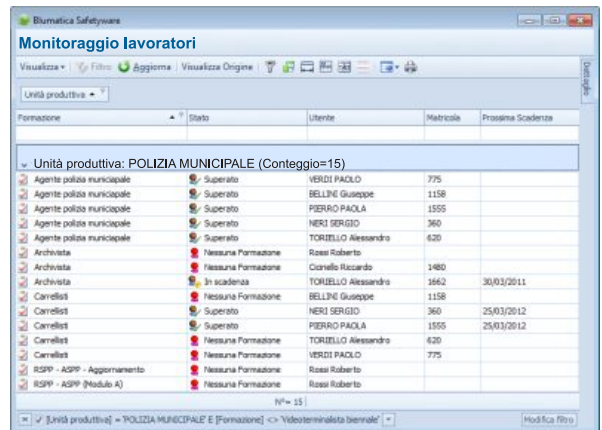 Blumatica Safetyware
Monitoraggio lavoratori
Visualizza Filtro Aggiorna Visualizza Origine
Dettaglio
Unità produttiva
Formazione Stato Utente Matricola Prossima Scadenza
Unità produttiva: POLIZIA MUNICIPALE (Conteggio=15)
Agente polizia municiapale Superato VERDI PAOLO 775
Agente polizia municiapale Superato BELLINI Giuseppe 1158
Agente polizia municiapale Superato PIERRO PAOLA 1555
Agente polizia municiapale Superato NERI SERGIO 360
Agente polizia municiapale Superato TORIELLO Alessandro 620
Archivista Nessuna Formazione Rossi Roberto
Archivista Nessuna Formazione Ciciniello Riccardo 1480
Archivista In scadenza TORIELLO Alessandro 1662 30/03/2011
Carrellisti Nessuna Formazione BELLINI Giuseppe 1158
Carrellisti Superato NERI SERGIO 360 25/03/2012
Carrellisti Superato PIERRO PAOLA 1555 25/03/2012
Carrellisti Nessuna Formazione TORIELLO Alessandro 620
Carrellisti Nessuna Formazione VERDI PAOLO 775
RSPP - ASPP - Aggiornamento Nessuna Formazione Rossi Roberto
RSPP - ASPP (Modulo A) Nessuna Formazione Rossi Roberto
N°= 15
[Unità produttiva] = 'POLIZIA MUNICIPALE' E [Formazione] <> 'Videoterminalista biennale' Modifica filtro